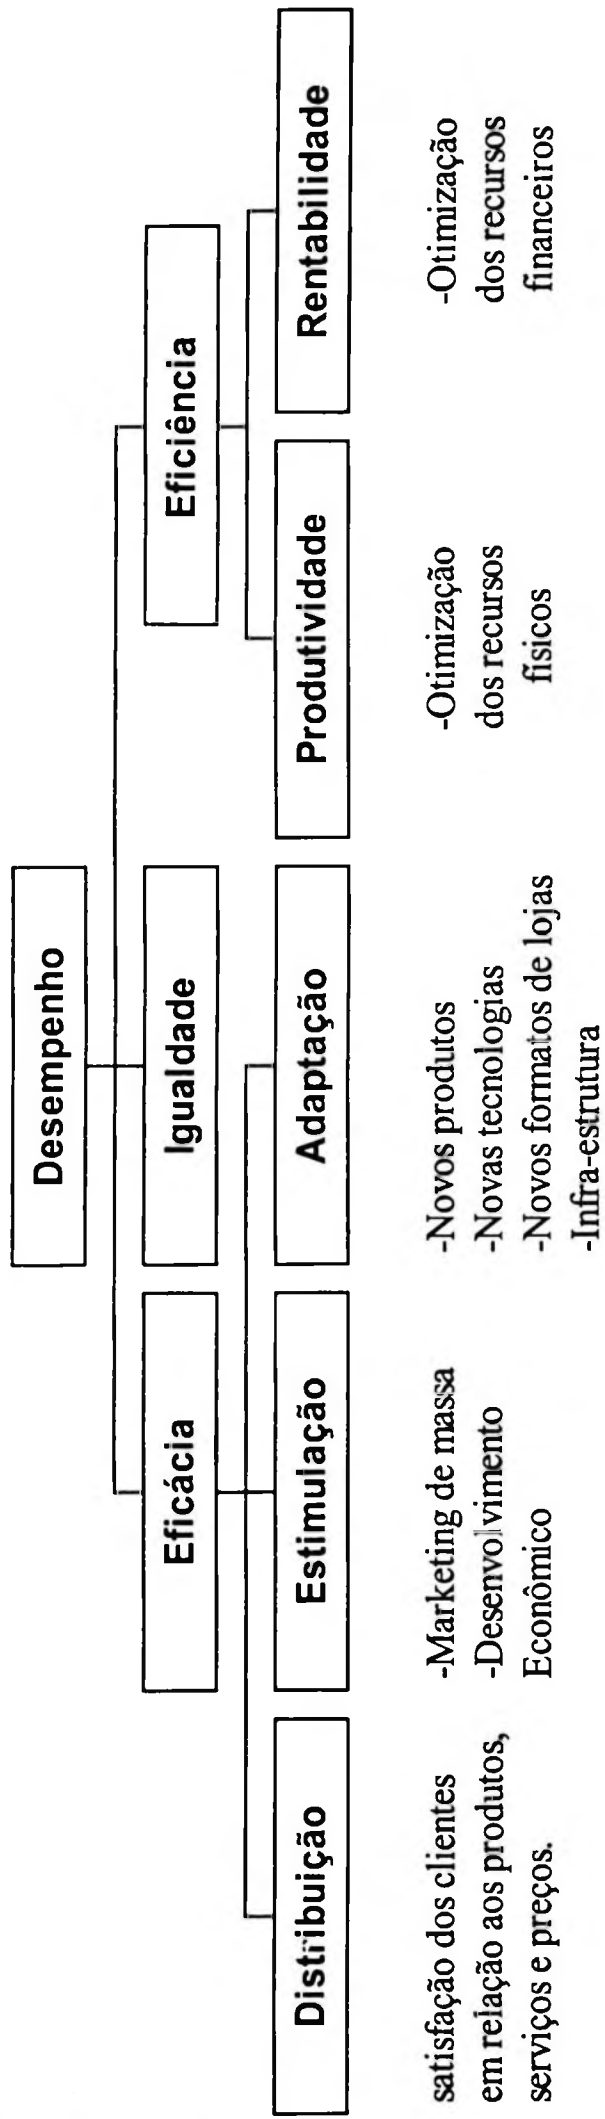 Desempenho
Eficácia
Igualdade
Eficiência
Distribuição
Estimulação
Adaptação
Produtividade
Rentabilidade
satisfação dos clientes
em relação aos produtos,
serviços e preços.
-Marketing de massa
-Desenvolvimento
Econômico
-Novos produtos
-Novas tecnologias
-Novos formatos de lojas
-Infra-estrutura
-Otimização
dos recursos
físicos
-Otimização
dos recursos
financeiros